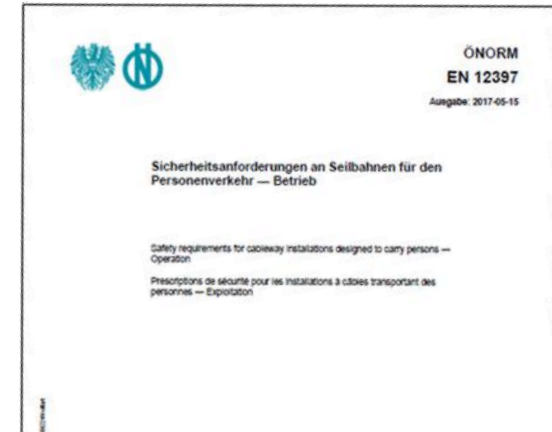 ÖNORM
EN 12397
Ausgabe: 2017-05-15
Sicherheitsanforderungen an Seilbahnen für den
Personenverkehr — Betrieb
Safety requirements for cableway installations designed to carry persons —
Operation
Prescriptions de sécurité pour les installations à câbles transportant des
personnes — Exploitation